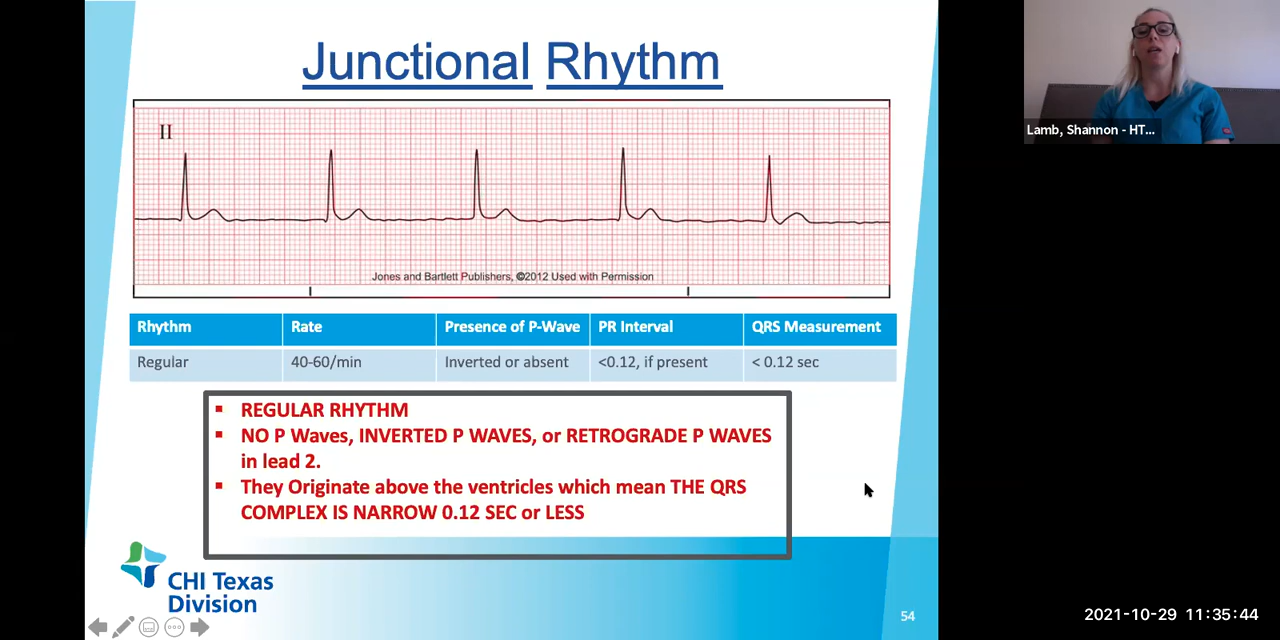 Junctional Rhythm
II
Jones and Bartlett Publishers, ©2012 Used with Permission
Rhythm Rate Presence of P-Wave PR Interval QRS Measurement
Regular 40-60/min Inverted or absent <0.12, if present < 0.12 sec
▪ REGULAR RHYTHM
▪ NO P Waves, INVERTED P WAVES, or RETROGRADE P WAVES
in lead 2.
▪ They Originate above the ventricles which mean THE QRS
COMPLEX IS NARROW 0.12 SEC or LESS
CHI Texas
Division
54
Lamb, Shannon - HT...
2021-10-29 11:35:44